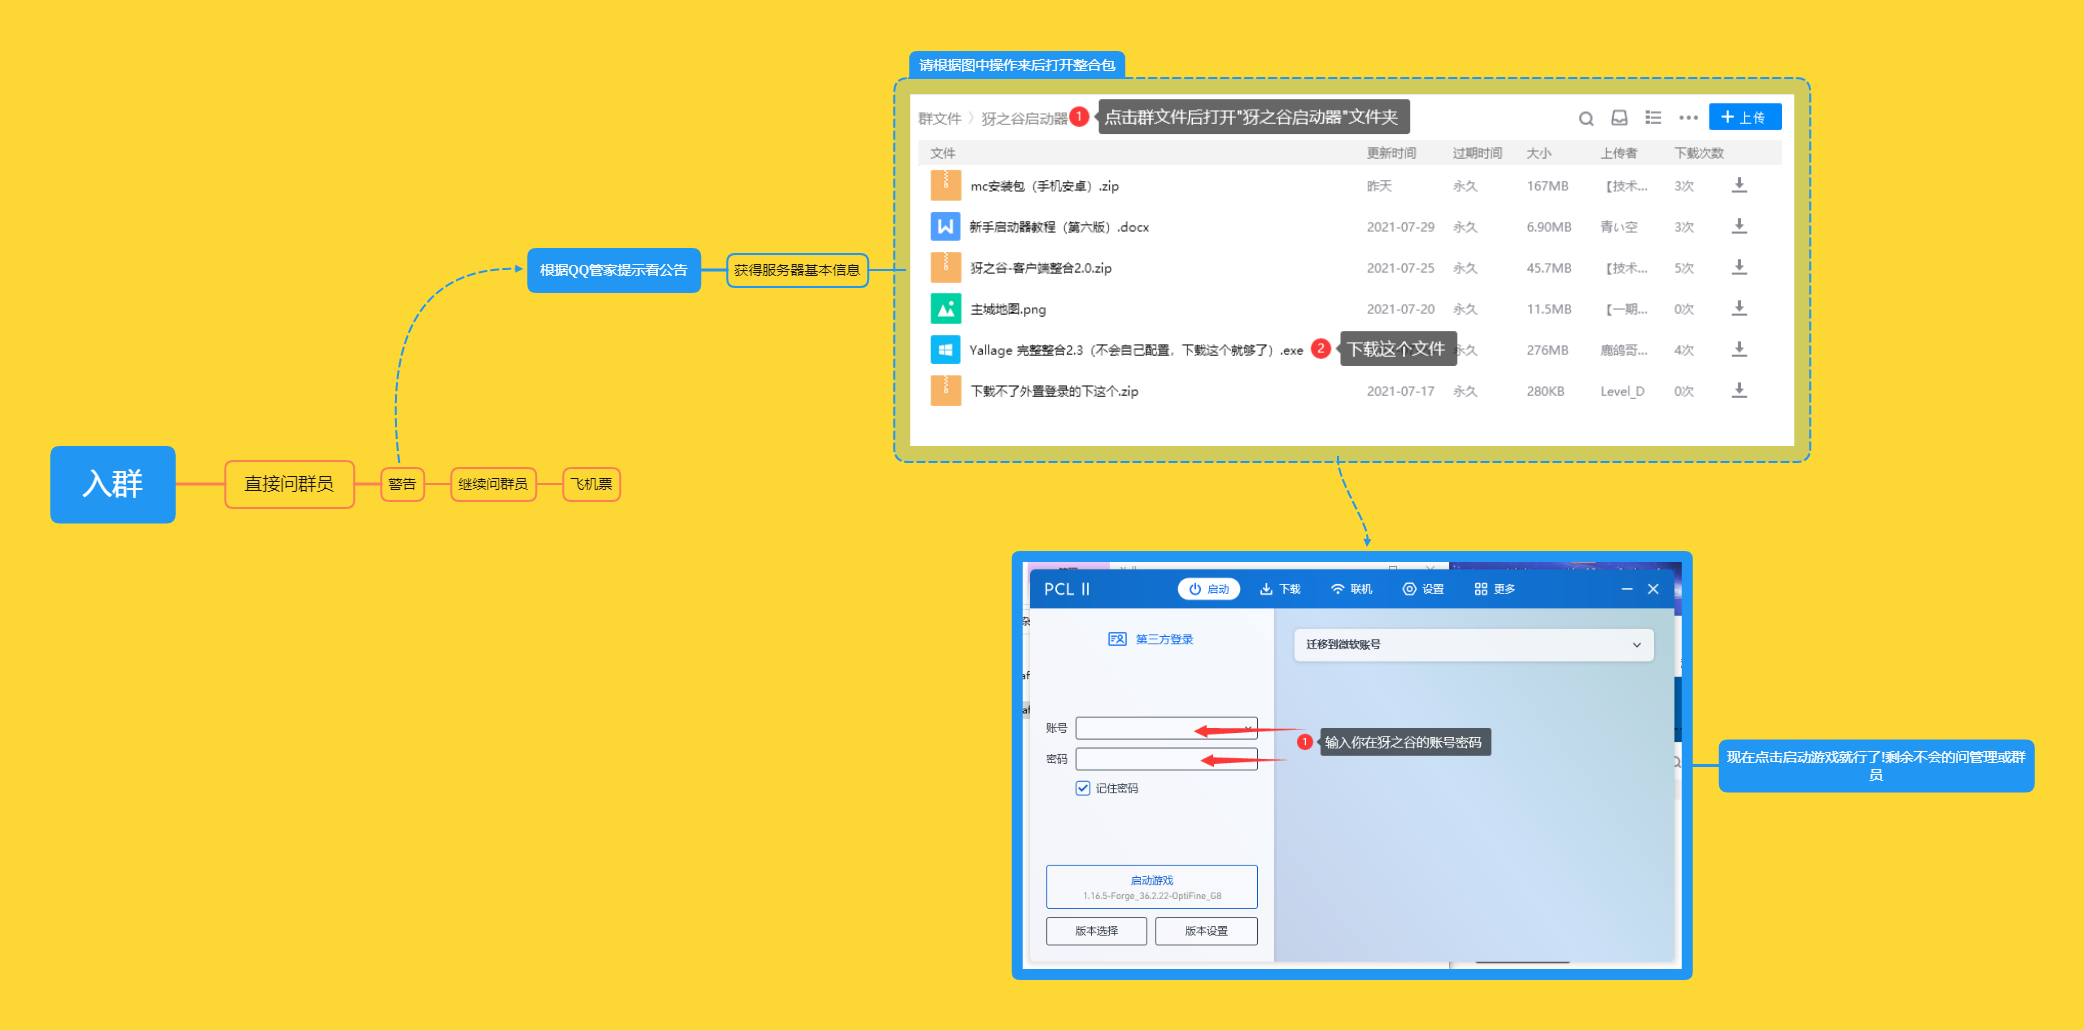 请根据图中操作来后打开整合包
群文件 〉 犽之谷启动器 1 点击群文件后打开"犽之谷启动器"文件夹 上传
文件 更新时间 过期时间 大小 上传者 下载次数
mc安装包（手机安卓）.zip 昨天 永久 167MB 【技术... 3次
新手启动器教程（第六版）.docx 2021-07-29 永久 6.90MB 青い空 3次
犽之谷-客户端整合2.0.zip 2021-07-25 永久 45.7MB 【技术... 5次
主城地图.png 2021-07-20 永久 11.5MB 【一期... 0次
Yallage 完整整合2.3（不会自己配置，下载这个就够了）.exe 2 下载这个文件 永久 276MB 鹿鸽哥... 4次
下载不了外置登录的下这个.zip 2021-07-17 永久 280KB Level_D 0次
根据QQ管家提示看公告
获得服务器基本信息
入群
直接问群员
警告
继续问群员
飞机票
PCL II 启动 下载 联机 设置 更多
第三方登录
迁移到微软账号
账号
密码
1 输入你在犽之谷的账号密码
记住密码
启动游戏
1.16.5-Forge_36.2.22-OptiFine_G8
版本选择 版本设置
现在点击启动游戏就行了!剩余不会的问管理或群
员